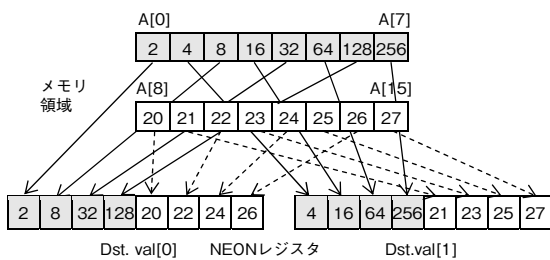 A[0] A[7]
2 4 8 16 32 64 128 256
メモリ
領域
A[8] A[15]
20 21 22 23 24 25 26 27
2 8 32 128 20 22 24 26 4 16 64 256 21 23 25 27
Dst. val[0] NEONレジスタ Dst.val[1]